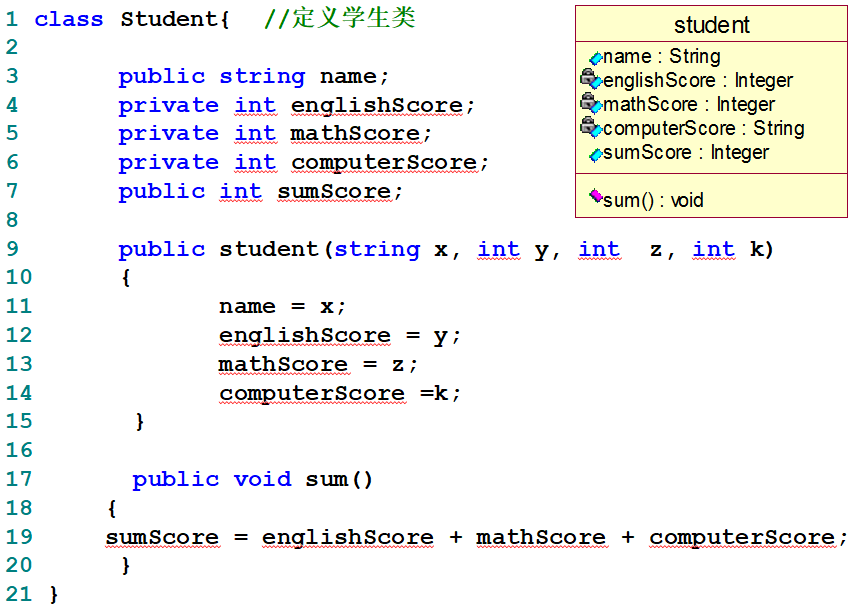 1 class Student{ //定义学生类
2
3 public string name;
4 private int englishScore;
5 private int mathScore;
6 private int computerScore;
7 public int sumScore;
8
9 public student(string x, int y, int z, int k)
10 {
11 name = x;
12 englishScore = y;
13 mathScore = z;
14 computerScore =k;
15 }
16
17 public void sum()
18 {
19 sumScore = englishScore + mathScore + computerScore;
20 }
21 }
student
name : String
englishScore : Integer
mathScore : Integer
computerScore : String
sumScore : Integer
sum() : void